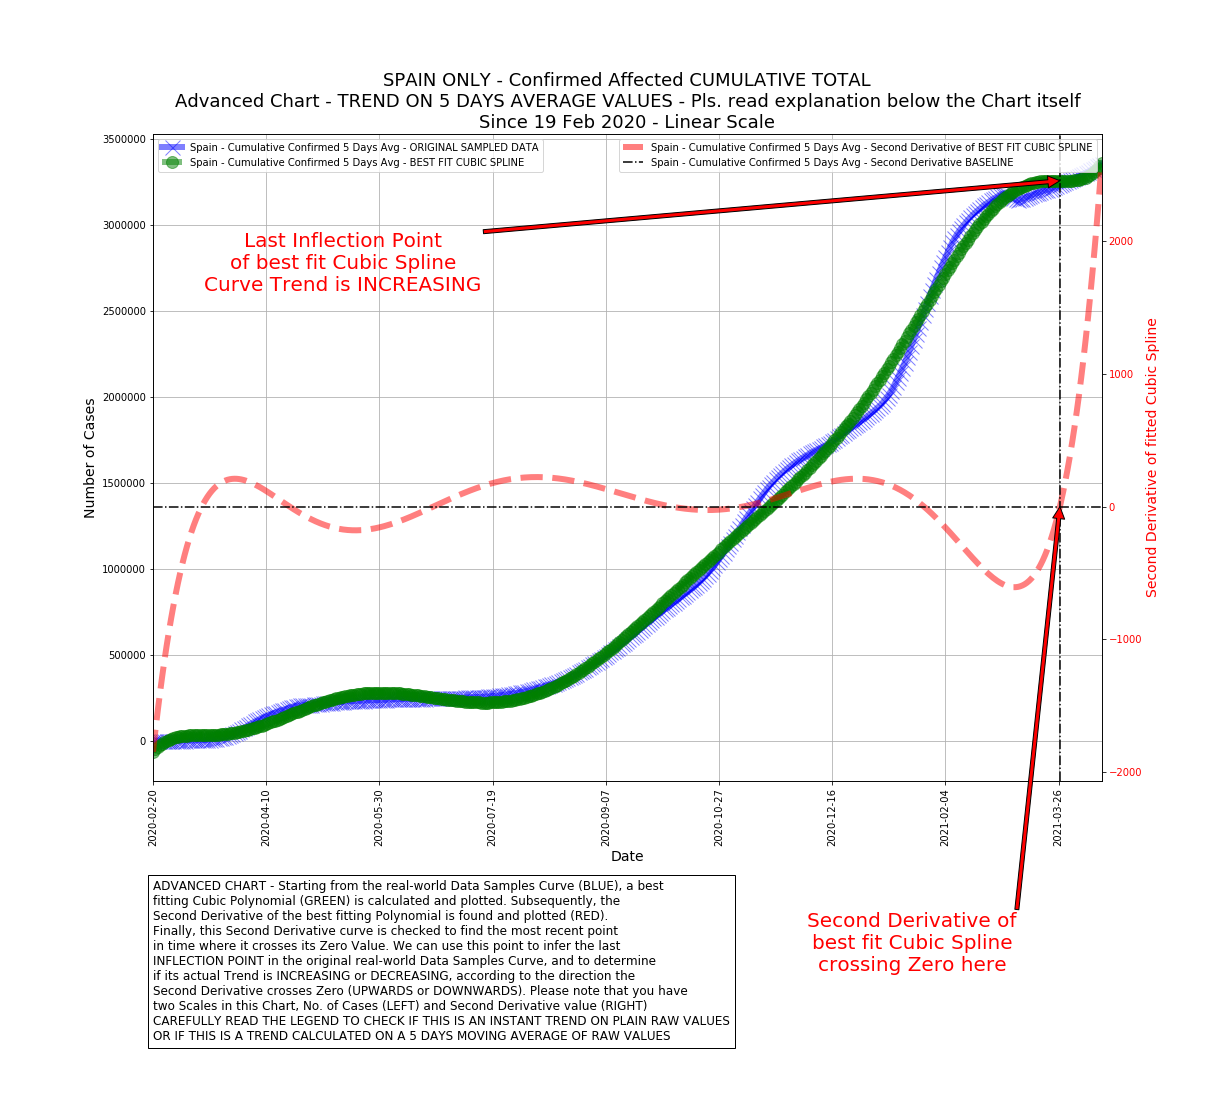 SPAIN ONLY - Confirmed Affected CUMULATIVE TOTAL
Advanced Chart - TREND ON 5 DAYS AVERAGE VALUES - Pls. read explanation below the Chart itself
Since 19 Feb 2020 - Linear Scale
Spain - Cumulative Confirmed 5 Days Avg - ORIGINAL SAMPLED DATA
Spain - Cumulative Confirmed 5 Days Avg - BEST FIT CUBIC SPLINE
Spain - Cumulative Confirmed 5 Days Avg - Second Derivative of BEST FIT CUBIC SPLINE
Spain - Cumulative Confirmed 5 Days Avg - Second Derivative BASELINE
Last Inflection Point
of best fit Cubic Spline
Curve Trend is INCREASING
Number of Cases
3500000
3000000
2500000
2000000
1500000
1000000
500000
0
2000
1000
0
−1000
−2000
Second Derivative of fitted Cubic Spline
2020-02-20
2020-04-10
2020-05-30
2020-07-19
2020-09-07
2020-10-27
2020-12-16
2021-02-04
2021-03-26
Date
ADVANCED CHART - Starting from the real-world Data Samples Curve (BLUE), a best
fitting Cubic Polynomial (GREEN) is calculated and plotted. Subsequently, the
Second Derivative of the best fitting Polynomial is found and plotted (RED).
Finally, this Second Derivative curve is checked to find the most recent point
in time where it crosses its Zero Value. We can use this point to infer the last
INFLECTION POINT in the original real-world Data Samples Curve, and to determine
if its actual Trend is INCREASING or DECREASING, according to the direction the
Second Derivative crosses Zero (UPWARDS or DOWNWARDS). Please note that you have
two Scales in this Chart, No. of Cases (LEFT) and Second Derivative value (RIGHT)
CAREFULLY READ THE LEGEND TO CHECK IF THIS IS AN INSTANT TREND ON PLAIN RAW VALUES
OR IF THIS IS A TREND CALCULATED ON A 5 DAYS MOVING AVERAGE OF RAW VALUES
Second Derivative of
best fit Cubic Spline
crossing Zero here